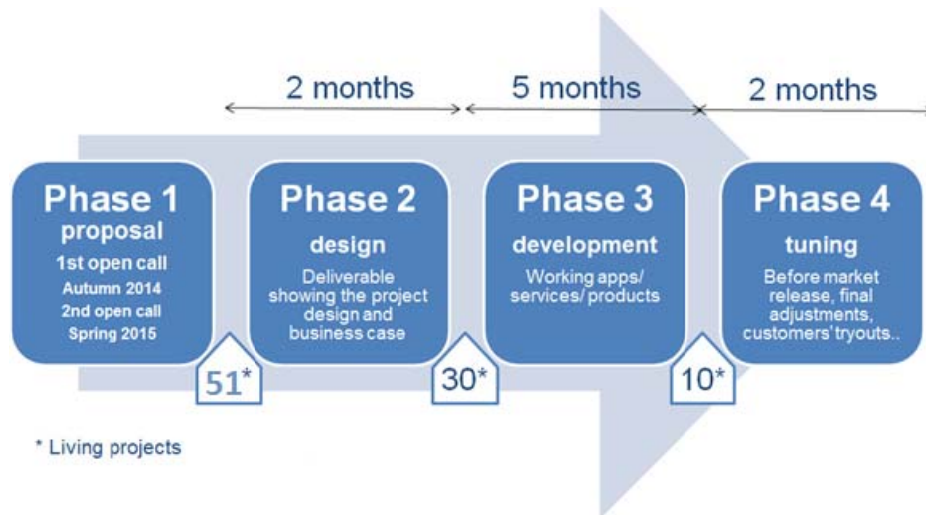 2 months
5 months
2 months
Phase 1
proposal
1st open call
Autumn 2014
2nd open call
Spring 2015
Phase 2
design
Deliverable
showing the project
design and
business case
Phase 3
development
Working apps/
services/ products
Phase 4
tuning
Before market
release, final
adjustments,
customers' tryouts..
51*
30*
10*
* Living projects